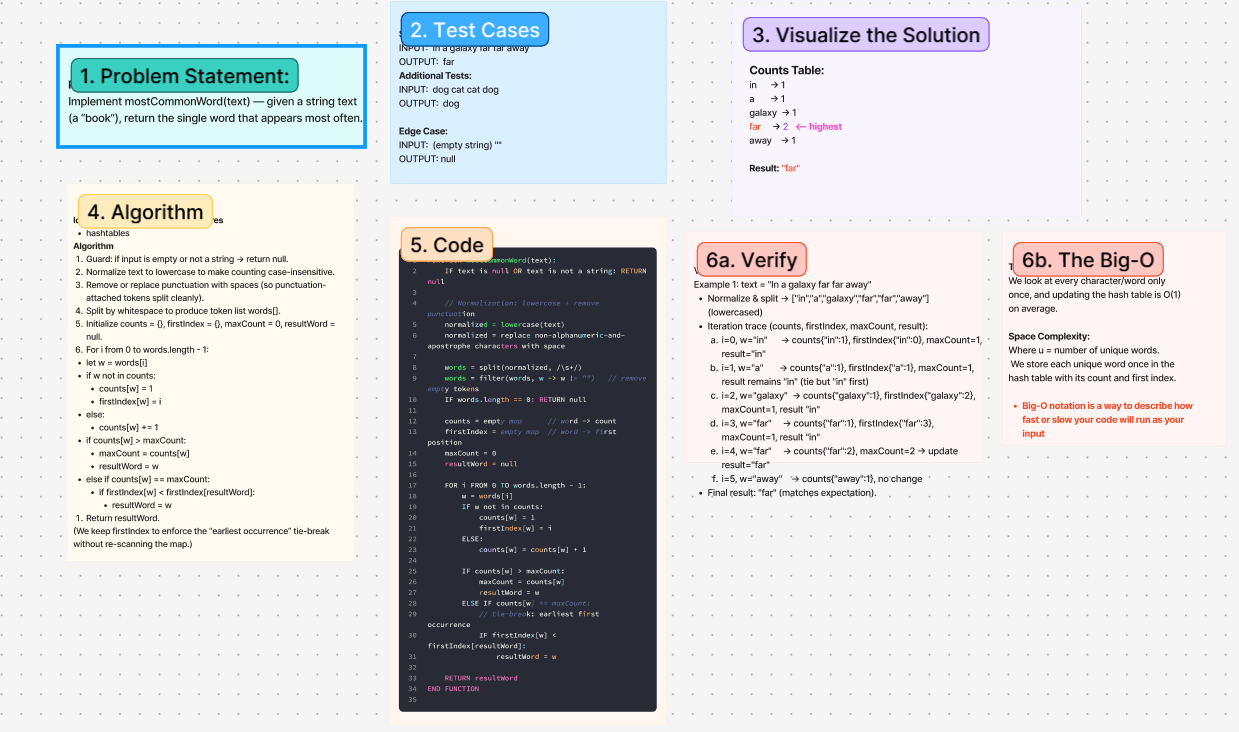 1. Problem Statement:
Implement mostCommonWord(text) — given a string text
(a “book”), return the single word that appears most often.
2. Test Cases
INPUT: In a galaxy far far away
OUTPUT: far
Additional Tests:
INPUT: dog cat cat dog
OUTPUT: dog
Edge Case:
INPUT: (empty string) ""
OUTPUT: null
3. Visualize the Solution
Counts Table:
in → 1
a → 1
galaxy → 1
far → 2 <-- highest
away → 1
Result: "far"
4. Algorithm
• hashtables
Algorithm
1. Guard: if input is empty or not a string → return null.
2. Normalize text to lowercase to make counting case-insensitive.
3. Remove or replace punctuation with spaces (so punctuation-
attached tokens split cleanly).
4. Split by whitespace to produce token list words[].
5. Initialize counts = {}, firstIndex = {}, maxCount = 0, resultWord =
null.
6. For i from 0 to words.length - 1:
• let w = words[i]
• if w not in counts:
• counts[w] = 1
• firstIndex[w] = i
• else:
• counts[w] += 1
• if counts[w] > maxCount:
• maxCount = counts[w]
• resultWord = w
• else if counts[w] == maxCount:
• if firstIndex[w] < firstIndex[resultWord]:
• resultWord = w
1. Return resultWord.
(We keep firstIndex to enforce the "earliest occurrence" tie-break
without re-scanning the map.)
5. Code
CommonWord(text):
2 IF text is null OR text is not a string: RETURN
null
3
4 // Normalization: lowercase + remove
punctuation
5 normalized = lowercase(text)
6 normalized = replace non-alphanumeric-and-
apostrophe characters with space
7
8 words = split(normalized, /\s+/)
9 words = filter(words, w -> w != "") // remove
empty tokens
10 IF words.length == 0: RETURN null
11
12 counts = empty map // word -> count
13 firstIndex = empty map // word -> first
position
14 maxCount = 0
15 resultWord = null
16
17 FOR i FROM 0 TO words.length - 1:
18 w = words[i]
19 IF w not in counts:
20 counts[w] = 1
21 firstIndex[w] = i
22 ELSE:
23 counts[w] = counts[w] + 1
24
25 IF counts[w] > maxCount:
26 maxCount = counts[w]
27 resultWord = w
28 ELSE IF counts[w] == maxCount:
29 // tie-break: earliest first
occurrence
30 IF firstIndex[w] <
firstIndex[resultWord]:
31 resultWord = w
32
33 RETURN resultWord
34 END FUNCTION
35
6a. Verify
Example 1: text = "In a galaxy far far away"
• Normalize & split → ["in","a","galaxy","far","far","away"]
(lowercased)
• Iteration trace (counts, firstIndex, maxCount, result):
a. i=0, w="in" → counts{"in":1}, firstIndex{"in":0}, maxCount=1,
result="in"
b. i=1, w="a" → counts{"a":1}, firstIndex{"a":1}, maxCount=1,
result remains "in" (tie but "in" first)
c. i=2, w="galaxy" → counts{"galaxy":1}, firstIndex{"galaxy":2},
maxCount=1, result "in"
d. i=3, w="far" → counts{"far":1}, firstIndex{"far":3},
maxCount=1, result "in"
e. i=4, w="far" → counts{"far":2}, maxCount=2 → update
result="far"
f. i=5, w="away" → counts{"away":1}, no change
• Final result: "far" (matches expectation).
6b. The Big-O
We look at every character/word only
once, and updating the hash table is O(1)
on average.
Space Complexity:
Where u = number of unique words.
We store each unique word once in the
hash table with its count and first index.
• Big-O notation is a way to describe how
fast or slow your code will run as your
input